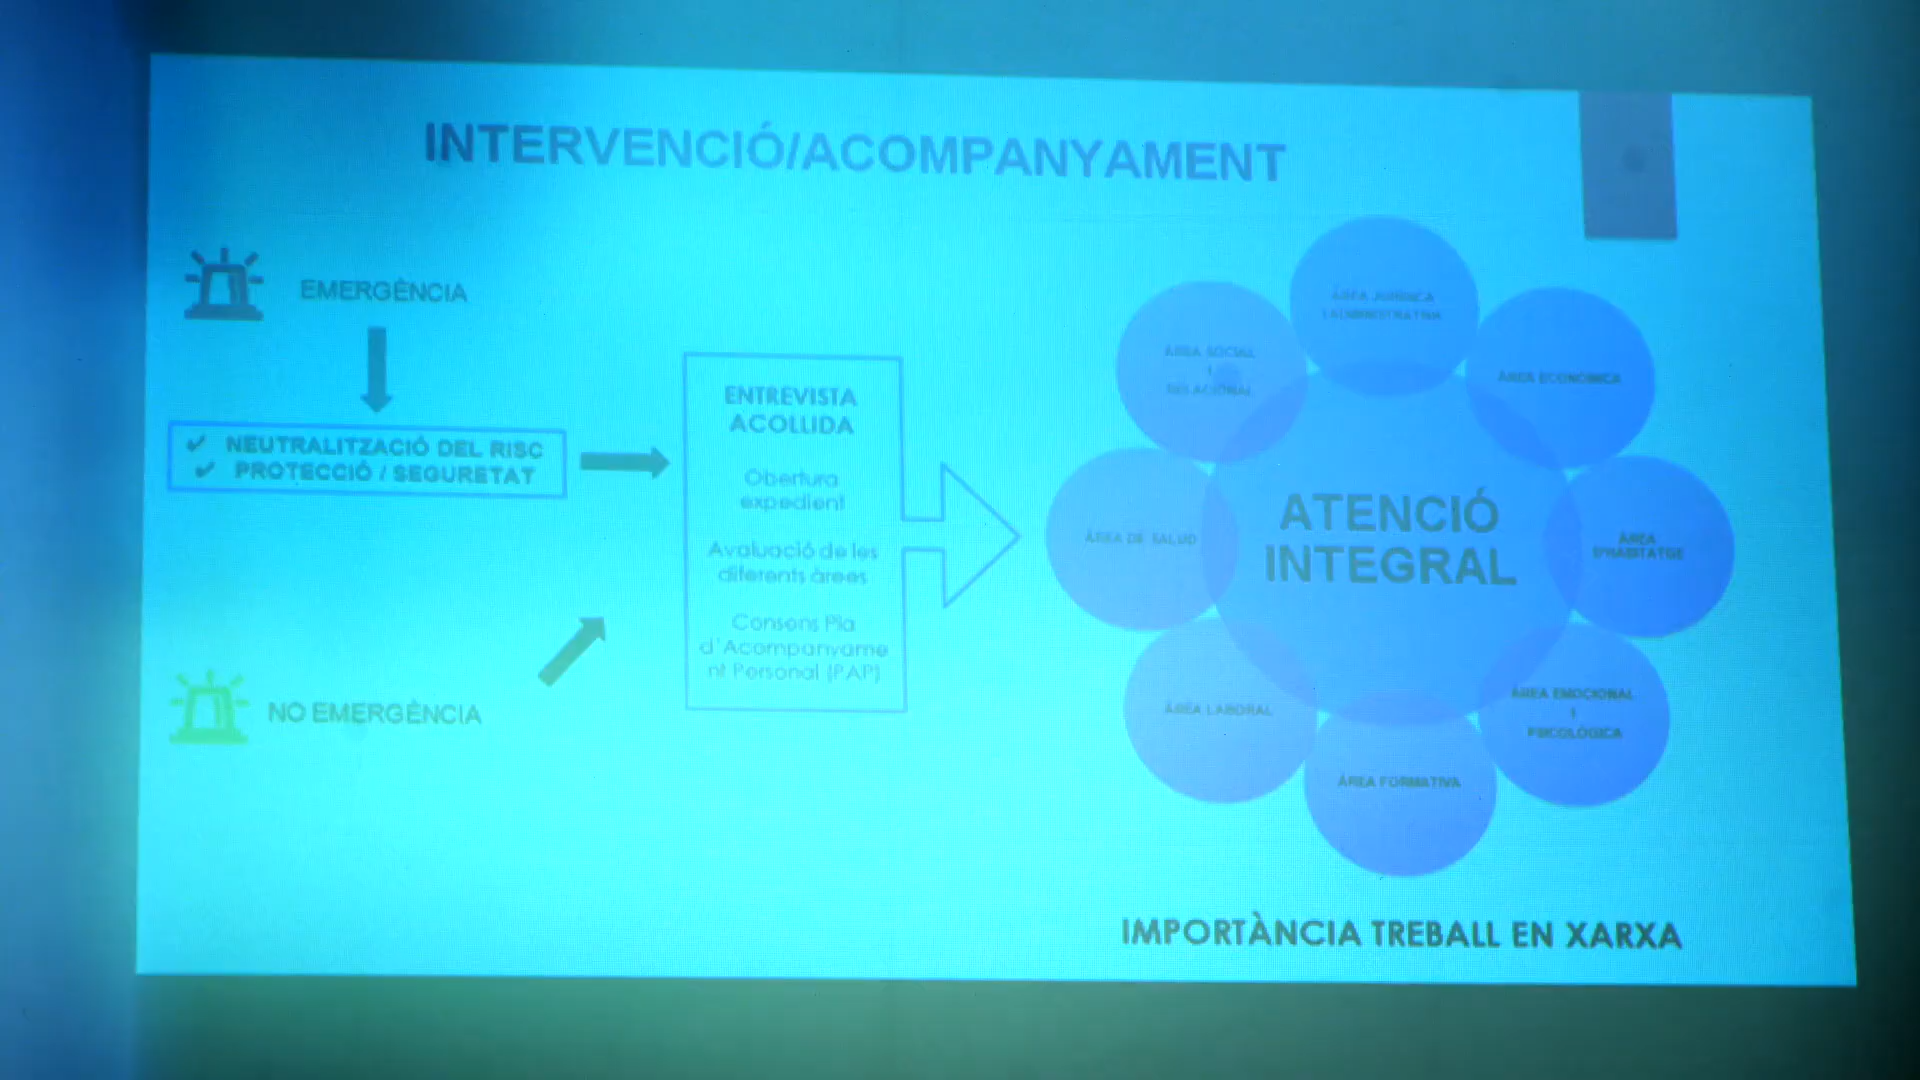 INTERVENCIÓ/ACOMPANYAMENT
EMERGÈNCIA
✓ NEUTRALITZACIÓ DEL RISC
✓ PROTECCIÓ / SEGURETAT
NO EMERGÈNCIA
ENTREVISTA
ACOLLIDA
Obertura
expedient
Avaluació de les
diferents àrees
Consens Pla
d'Acompanyame
nt Personal (PAP)
ATENCIÓ
INTEGRAL
ÀREA JURÍDICA
I ADMINISTRATIVA
ÀREA ECONÒMICA
ÀREA
D'HABITATGE
ÀREA EMOCIONAL
I
PSICOLÒGICA
ÀREA FORMATIVA
ÀREA LABORAL
ÀREA DE SALUD
ÀREA SOCIAL
I
RELACIONAL
IMPORTÀNCIA TREBALL EN XARXA